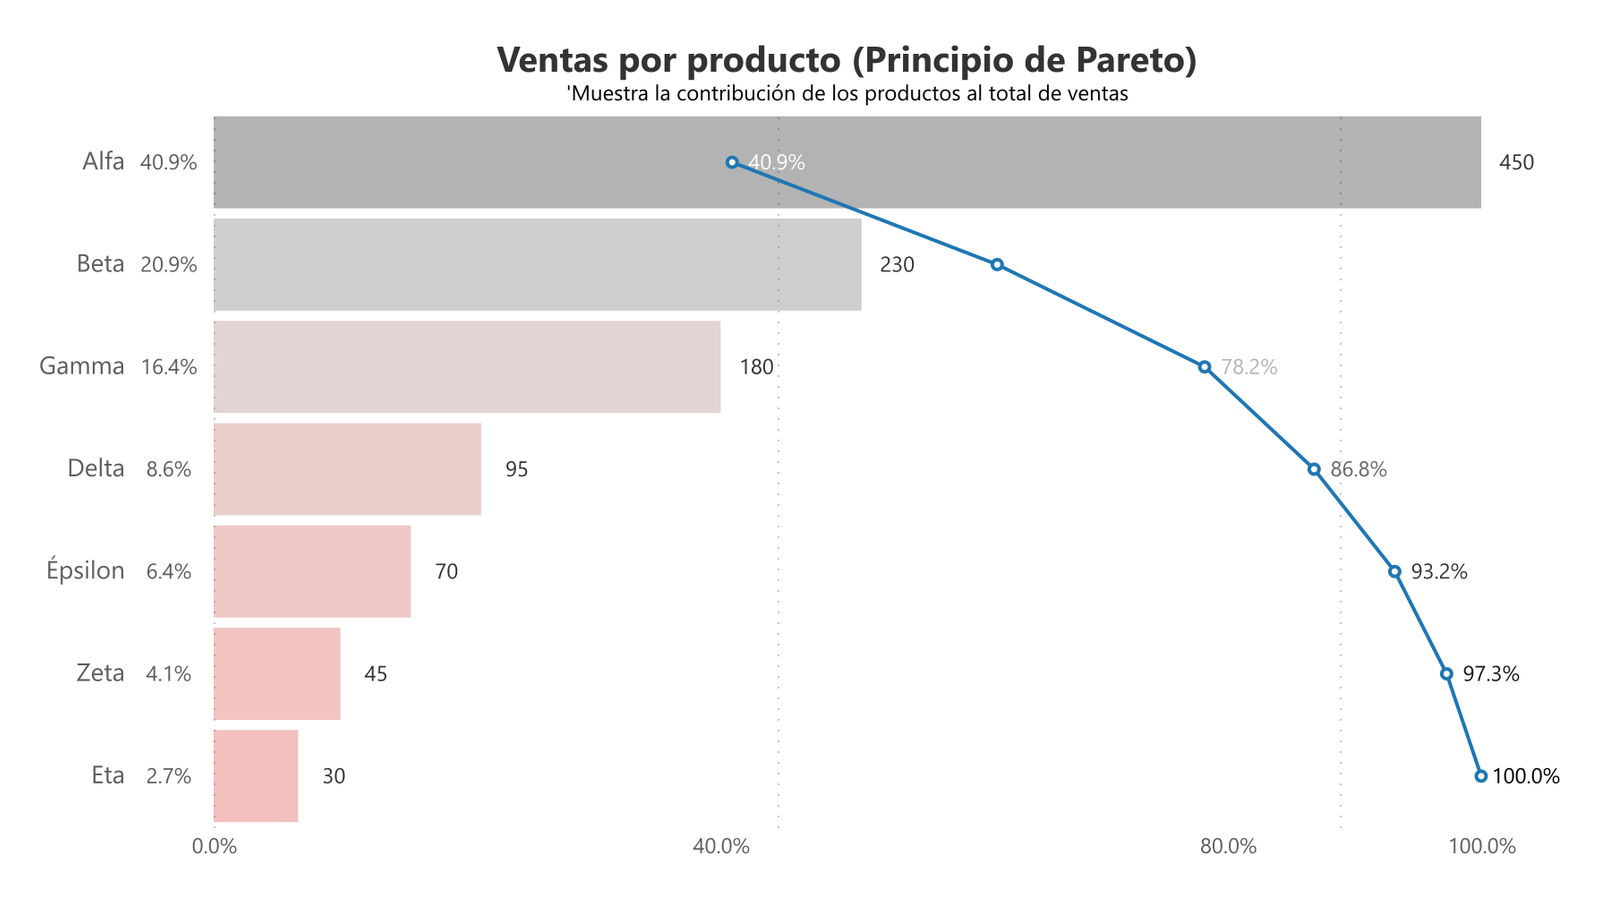 Ventas por producto (Principio de Pareto)
'Muestra la contribución de los productos al total de ventas
Alfa 40.9% 40.9% 450
Beta 20.9% 230
Gamma 16.4% 180 78.2%
Delta 8.6% 95 86.8%
Épsilon 6.4% 70 93.2%
Zeta 4.1% 45 97.3%
Eta 2.7% 30 100.0%
0.0% 40.0% 80.0% 100.0%